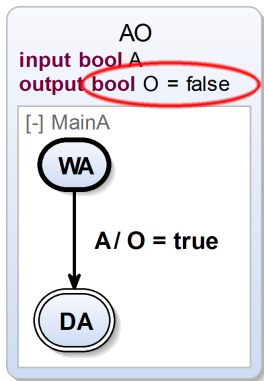 AO
input bool A
output bool O = false
[-] MainA
WA
A / O = true
DA